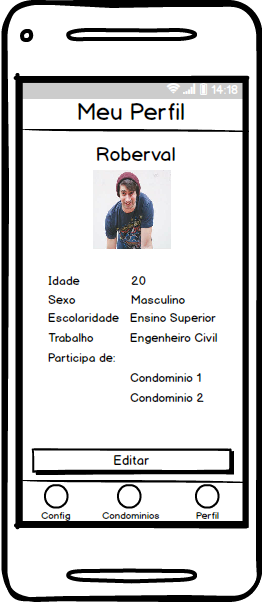 14:18
Meu Perfil
Roberval
Idade 20
Sexo Masculino
Escolaridade Ensino Superior
Trabalho Engenheiro Civil
Participa de:
Condominio 1
Condominio 2
Editar
Config Condominios Perfil